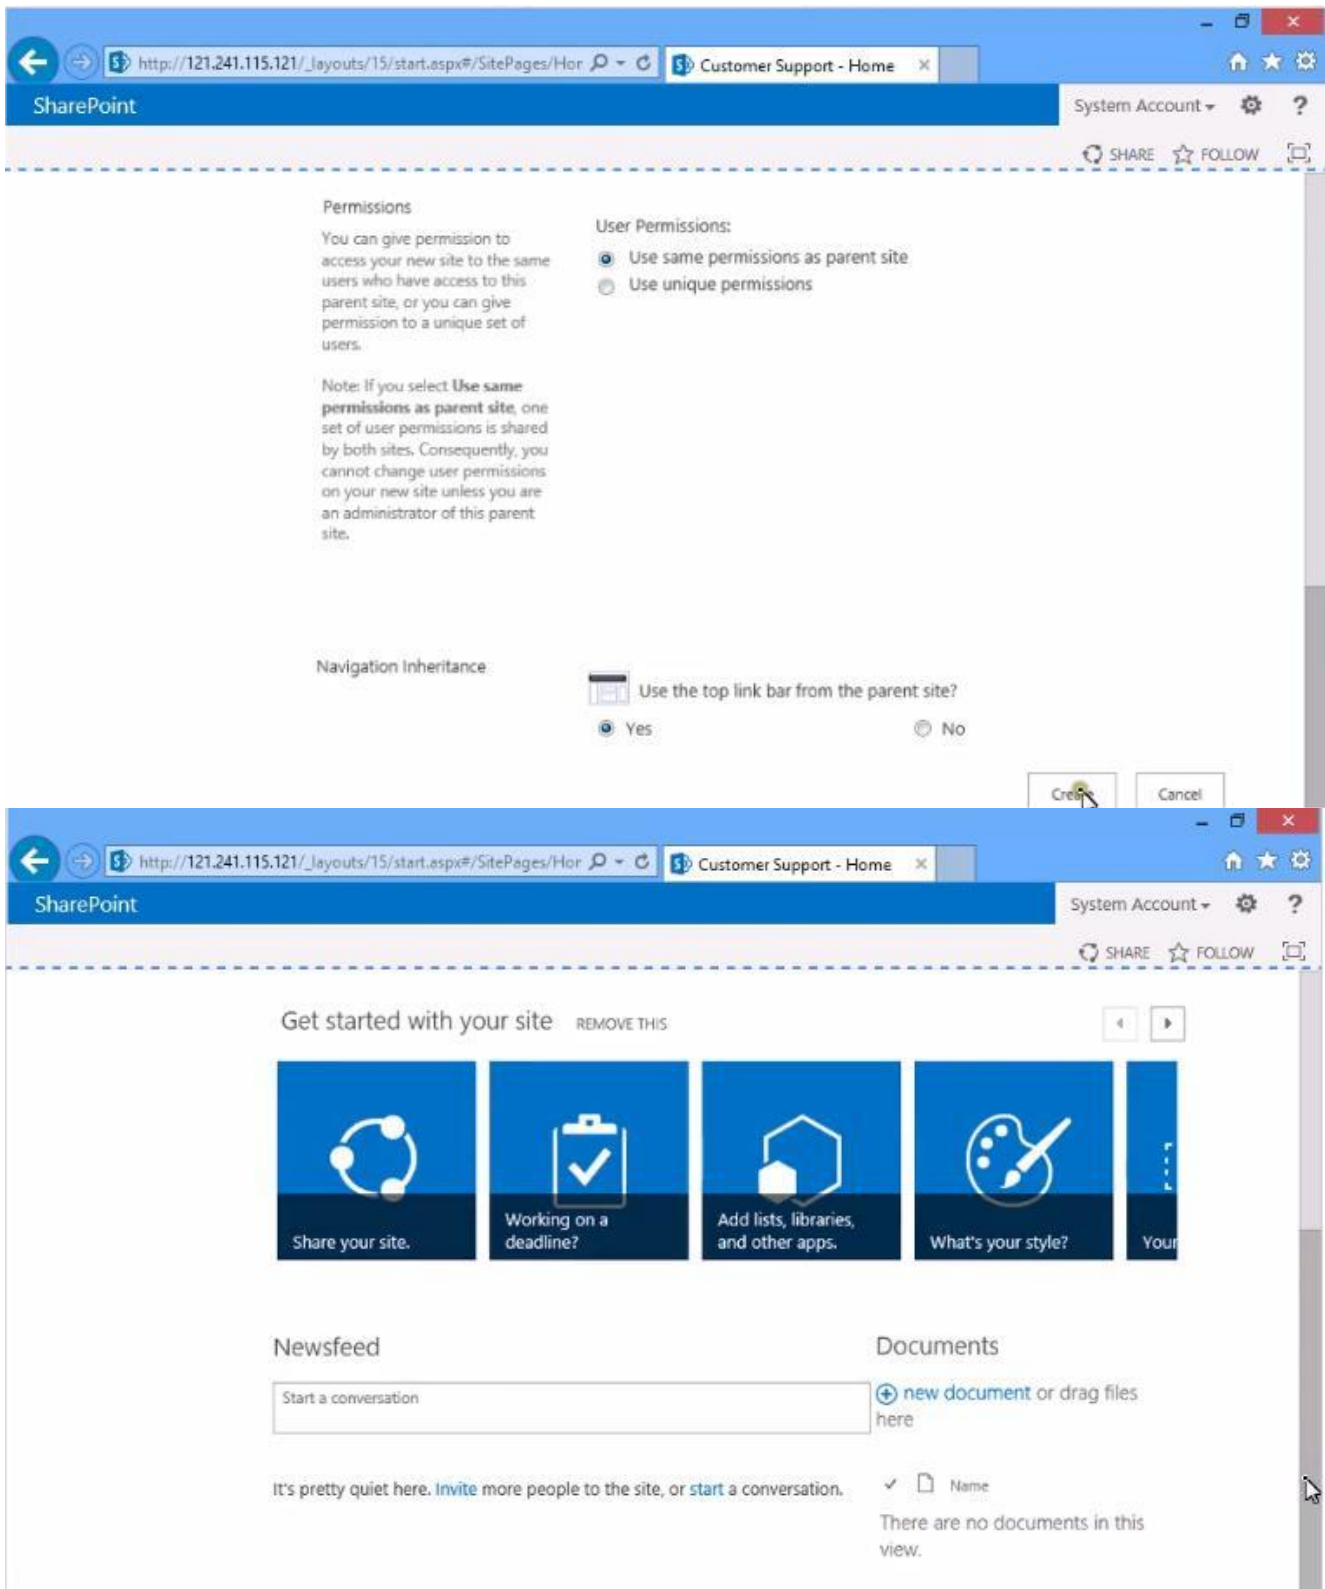 http://121.241.115.121/_layouts/15/start.aspx#/SitePages/Hor
Customer Support - Home
SharePoint
System Account
?
SHARE FOLLOW
Permissions
You can give permission to
access your new site to the same
users who have access to this
parent site, or you can give
permission to a unique set of
users.
Note: If you select Use same
permissions as parent site, one
set of user permissions is shared
by both sites. Consequently, you
cannot change user permissions
on your new site unless you are
an administrator of this parent
site.
User Permissions:
Use same permissions as parent site
Use unique permissions
Navigation Inheritance
Use the top link bar from the parent site?
Yes No
Create Cancel
http://121.241.115.121/_layouts/15/start.aspx#/SitePages/Hor
Customer Support - Home
SharePoint
System Account
?
SHARE FOLLOW
Get started with your site REMOVE THIS
Share your site.
Working on a
deadline?
Add lists, libraries,
and other apps.
What's your style?
Your
Newsfeed
Start a conversation
It's pretty quiet here. Invite more people to the site, or start a conversation.
Documents
new document or drag files
here
Name
There are no documents in this
view.